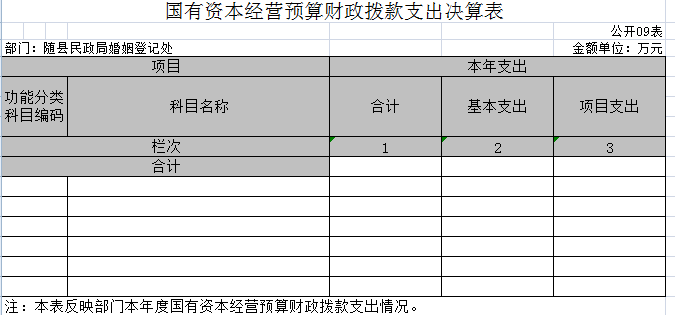 国有资本经营预算财政拨款支出决算表
公开09表
部门：随县民政局婚姻登记处 金额单位：万元
项目 本年支出
功能分类
科目编码 科目名称 合计 基本支出 项目支出
栏次 1 2 3
合计
注：本表反映部门本年度国有资本经营预算财政拨款支出情况。